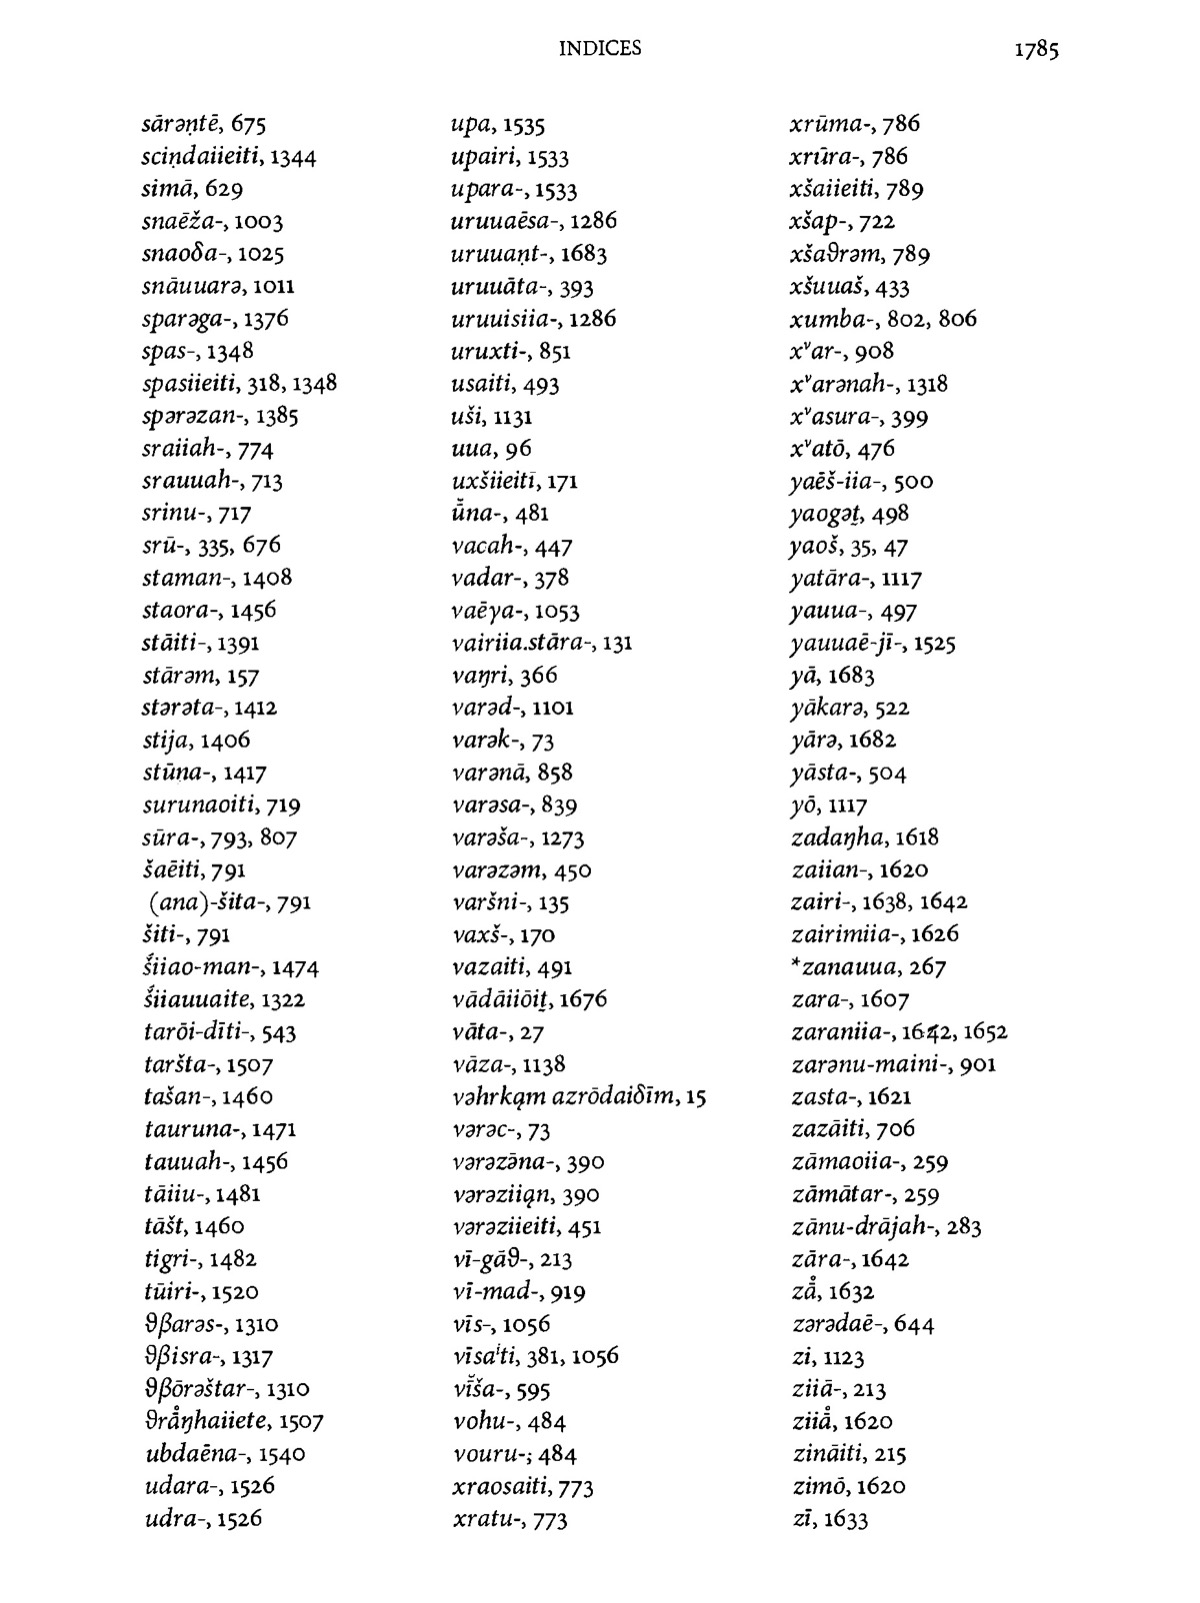 INDICES 1785
sārəṇtē, 675
sciṇdaiieiti, 1344
simā, 629
snaēža-, 1003
snaoδa-, 1025
snāuuarə, 1011
sparəga-, 1376
spas-, 1348
spasiieiti, 318, 1348
spərəzan-, 1385
sraiiah-, 774
srauuah-, 713
srinu-, 717
srū-, 335, 676
staman-, 1408
staora-, 1456
stāiti-, 1391
stārəm, 157
stərəta-, 1412
stija, 1406
stūna-, 1417
surunaoiti, 719
sūra-, 793, 807
šaēiti, 791
(ana)-šita-, 791
šiti-, 791
š́iiao-man-, 1474
š́iiauuaite, 1322
tarōi-dīti-, 543
taršta-, 1507
tašan-, 1460
tauruna-, 1471
tauuah-, 1456
tāiiu-, 1481
tāšt, 1460
tigri-, 1482
tūiri-, 1520
ϑβarəs-, 1310
ϑβisra-, 1317
ϑβōrəštar-, 1310
ϑrā̊ŋhaiiete, 1507
ubdaēna-, 1540
udara-, 1526
udra-, 1526
upa, 1535
upairi, 1533
upara-, 1533
uruuaēsa-, 1286
uruuaṇt-, 1683
uruuāta-, 393
uruuisiia-, 1286
uruxti-, 851
usaiti, 493
uši, 1131
uua, 96
uxšiieitī, 171
ū̆na-, 481
vacah-, 447
vadar-, 378
vaēya-, 1053
vairiia.stāra-, 131
vaŋri, 366
varəd-, 1101
varək-, 73
varənā, 858
varəsa-, 839
varəša-, 1273
varəzəm, 450
varšni-, 135
vaxš-, 170
vazaiti, 491
vādāiiōit̰, 1676
vāta-, 27
vāza-, 1138
vəhrkąm azrōdaiδīm, 15
vərəc-, 73
vərəzə̄na-, 390
vərəziiąn, 390
vərəziieiti, 451
vī-gāϑ-, 213
vī-mad-, 919
vīs-, 1056
vīsaⁱti, 381, 1056
vī̆ša-, 595
vohu-, 484
vouru-; 484
xraosaiti, 773
xratu-, 773
xrūma-, 786
xrūra-, 786
xšaiieiti, 789
xšap-, 722
xšaϑrəm, 789
xšuuaš, 433
xumba-, 802, 806
xᵛar-, 908
xᵛarənah-, 1318
xᵛasura-, 399
xᵛatō, 476
yaēš-iia-, 500
yaogət̰, 498
yaoš, 35, 47
yatāra-, 1117
yauua-, 497
yauuaē-jī-, 1525
yā, 1683
yākarə, 522
yārə, 1682
yāsta-, 504
yō, 1117
zadaŋha, 1618
zaiian-, 1620
zairi-, 1638, 1642
zairimiia-, 1626
*zanauua, 267
zara-, 1607
zaraniia-, 1642, 1652
zarənu-maini-, 901
zasta-, 1621
zazāiti, 706
zāmaoiia-, 259
zāmātar-, 259
zānu-drājah-, 283
zāra-, 1642
zā̊, 1632
zərədaē-, 644
zi, 1123
ziiā-, 213
ziiā̊, 1620
zināiti, 215
zimō, 1620
zī, 1633